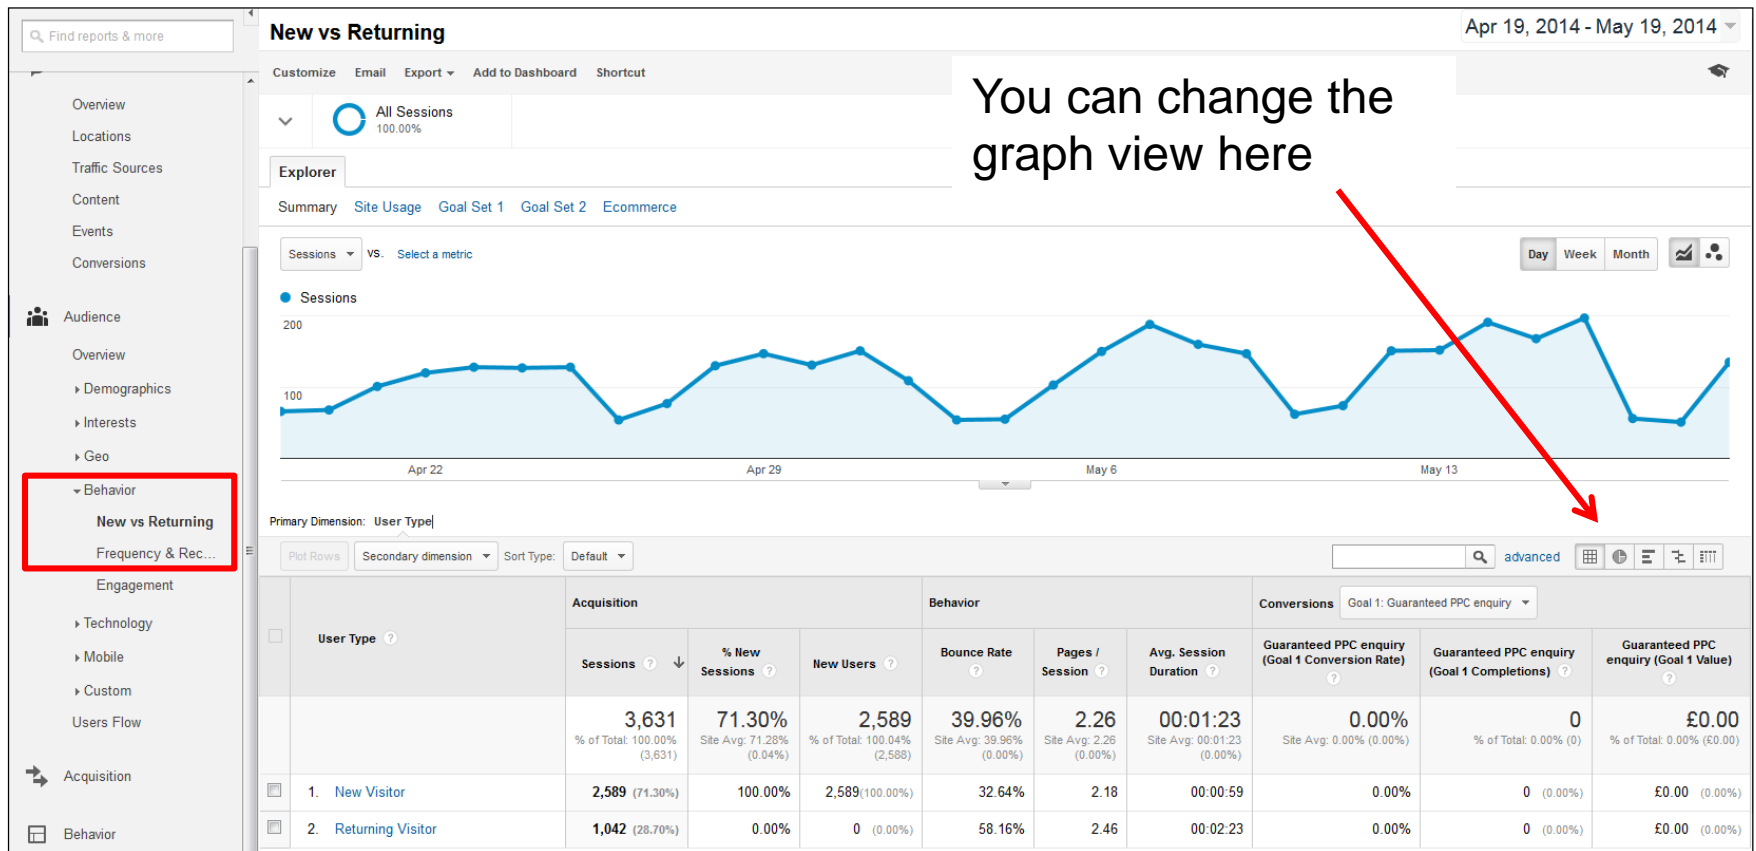 Find reports & more
Overview
Locations
Traffic Sources
Content
Events
Conversions
Audience
Overview
Demographics
Interests
Geo
Behavior
New vs Returning
Frequency & Rec...
Engagement
Technology
Mobile
Custom
Users Flow
Acquisition
Behavior
New vs Returning
Apr 19, 2014 - May 19, 2014
Customize Email Export Add to Dashboard Shortcut
You can change the
graph view here
All Sessions
100.00%
Explorer
Summary Site Usage Goal Set 1 Goal Set 2 Ecommerce
Sessions VS. Select a metric
Day Week Month
Sessions
200
100
Apr 22 Apr 29 May 6 May 13
Primary Dimension: User Type
Plot Rows Secondary dimension Sort Type: Default advanced
Acquisition Behavior Conversions Goal 1: Guaranteed PPC enquiry
User Type ?
Sessions ?
% New
Sessions ?
New Users ?
Bounce Rate
?
Pages /
Session ?
Avg. Session
Duration ?
Guaranteed PPC enquiry
(Goal 1 Conversion Rate)
?
Guaranteed PPC enquiry
(Goal 1 Completions) ?
Guaranteed PPC
enquiry (Goal 1 Value)
?
3,631
% of Total: 100.00%
(3,631)
71.30%
Site Avg: 71.28%
(0.04%)
2,589
% of Total: 100.04%
(2,588)
39.96%
Site Avg: 39.96%
(0.00%)
2.26
Site Avg: 2.26
(0.00%)
00:01:23
Site Avg: 00:01:23
(0.00%)
0.00%
Site Avg: 0.00% (0.00%)
0
% of Total: 0.00% (0)
£0.00
% of Total: 0.00% (£0.00)
1. New Visitor 2,589 (71.30%) 100.00% 2,589(100.00%) 32.64% 2.18 00:00:59 0.00% 0 (0.00%) £0.00 (0.00%)
2. Returning Visitor 1,042 (28.70%) 0.00% 0 (0.00%) 58.16% 2.46 00:02:23 0.00% 0 (0.00%) £0.00 (0.00%)